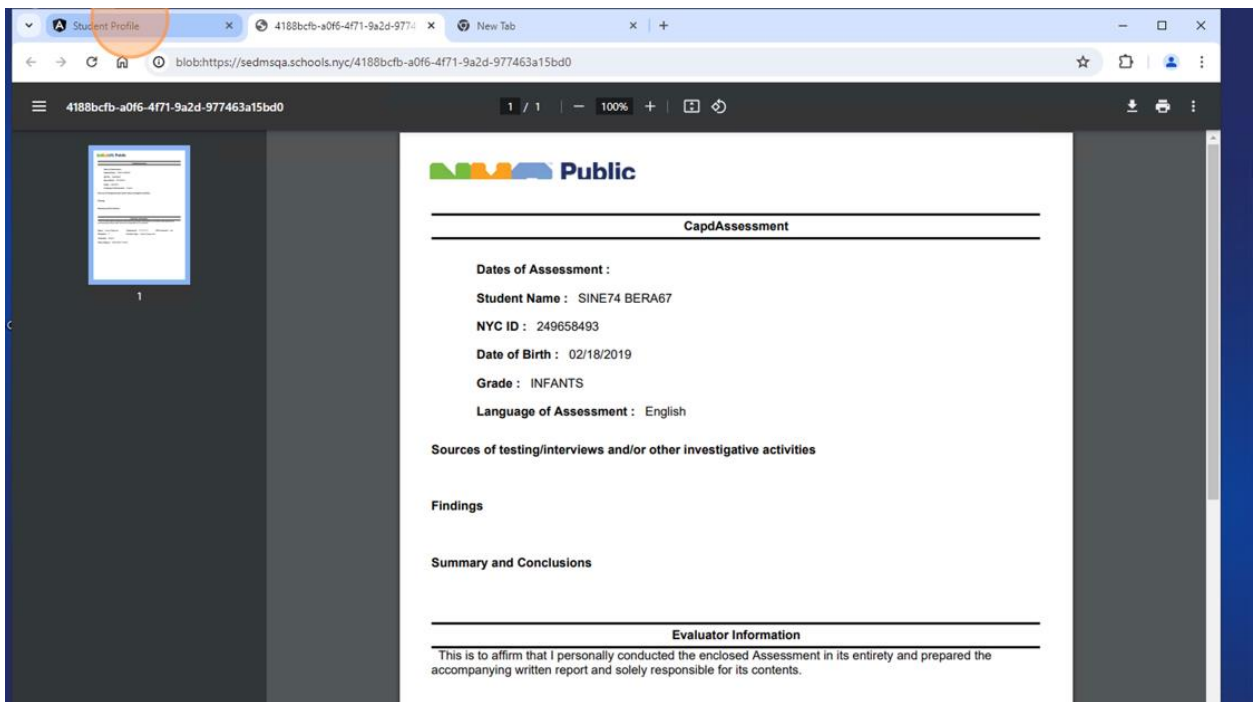 Student Profile
4188bcfb-a0f6-4f71-9a2d-9774
New Tab
blob:https://sedmsqa.schools.nyc/4188bcfb-a0f6-4f71-9a2d-977463a15bd0
4188bcfb-a0f6-4f71-9a2d-977463a15bd0
1 / 1
100%
1
Public
CapdAssessment
Dates of Assessment :
Student Name : SINE74 BERA67
NYC ID : 249658493
Date of Birth : 02/18/2019
Grade : INFANTS
Language of Assessment : English
Sources of testing/interviews and/or other investigative activities
Findings
Summary and Conclusions
Evaluator Information
This is to affirm that I personally conducted the enclosed Assessment in its entirety and prepared the
accompanying written report and solely responsible for its contents.